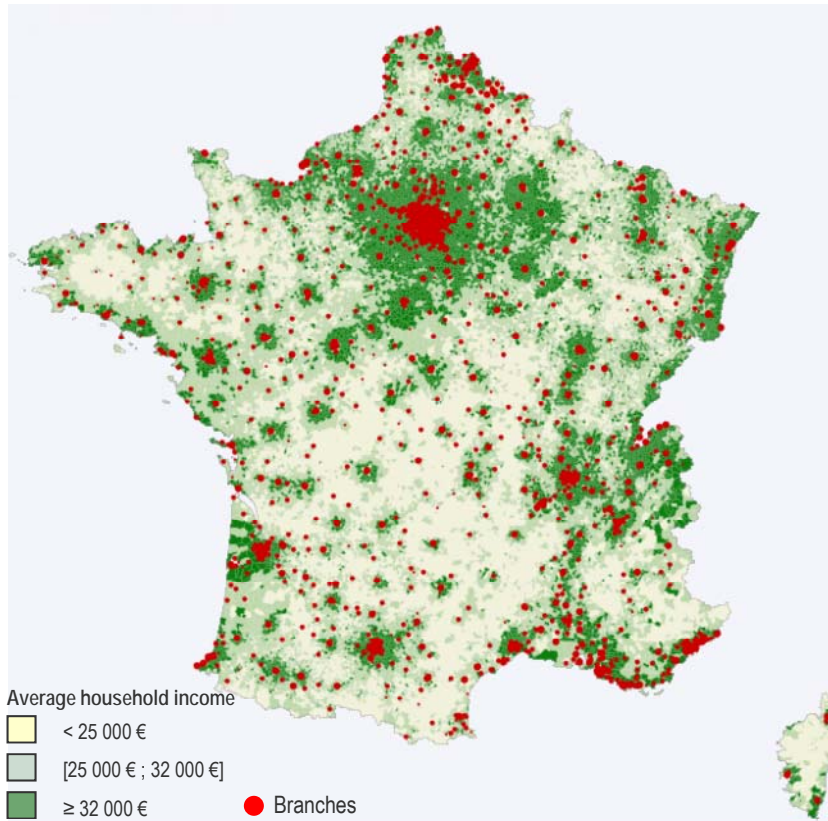 Average household income
< 25 000 €
[25 000 € ; 32 000 €]
≥ 32 000 €
Branches